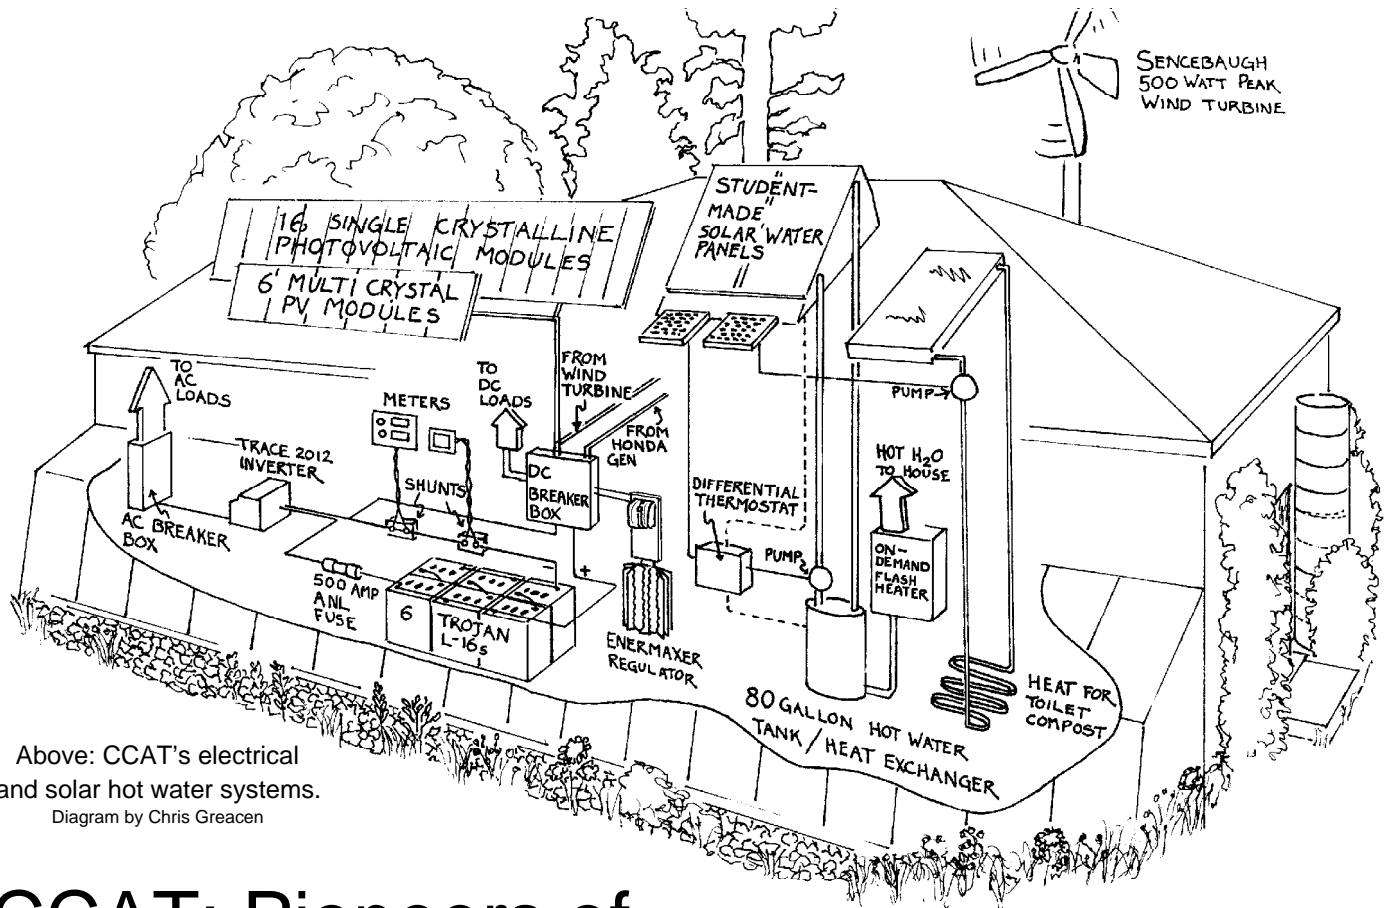 SENCEBAUGH
500 WATT PEAK
WIND TURBINE
"STUDENT-
MADE"
SOLAR WATER
PANELS
16 SINGLE CRYSTALLINE
PHOTOVOLTAIC MODULES
6 MULTI CRYSTAL
PV MODULES
TO
AC
LOADS
METERS
TO
DC
LOADS
FROM
WIND
TURBINE
FROM
HONDA
GEN
PUMP
TRACE 2012
INVERTER
SHUNTS
DC
BREAKER
BOX
DIFFERENTIAL
THERMOSTAT
HOT H2O
TO HOUSE
AC BREAKER
BOX
PUMP
ON-
DEMAND
FLASH
HEATER
500 AMP
ANL
FUSE
-
+
6
TROJAN
L-16s
ENERMAXER
REGULATOR
80 GALLON HOT WATER
TANK/HEAT EXCHANGER
HEAT FOR
TOILET
COMPOST
Above: CCAT's electrical
and solar hot water systems.
Diagram by Chris Greacen
CCAT: Pioneers of